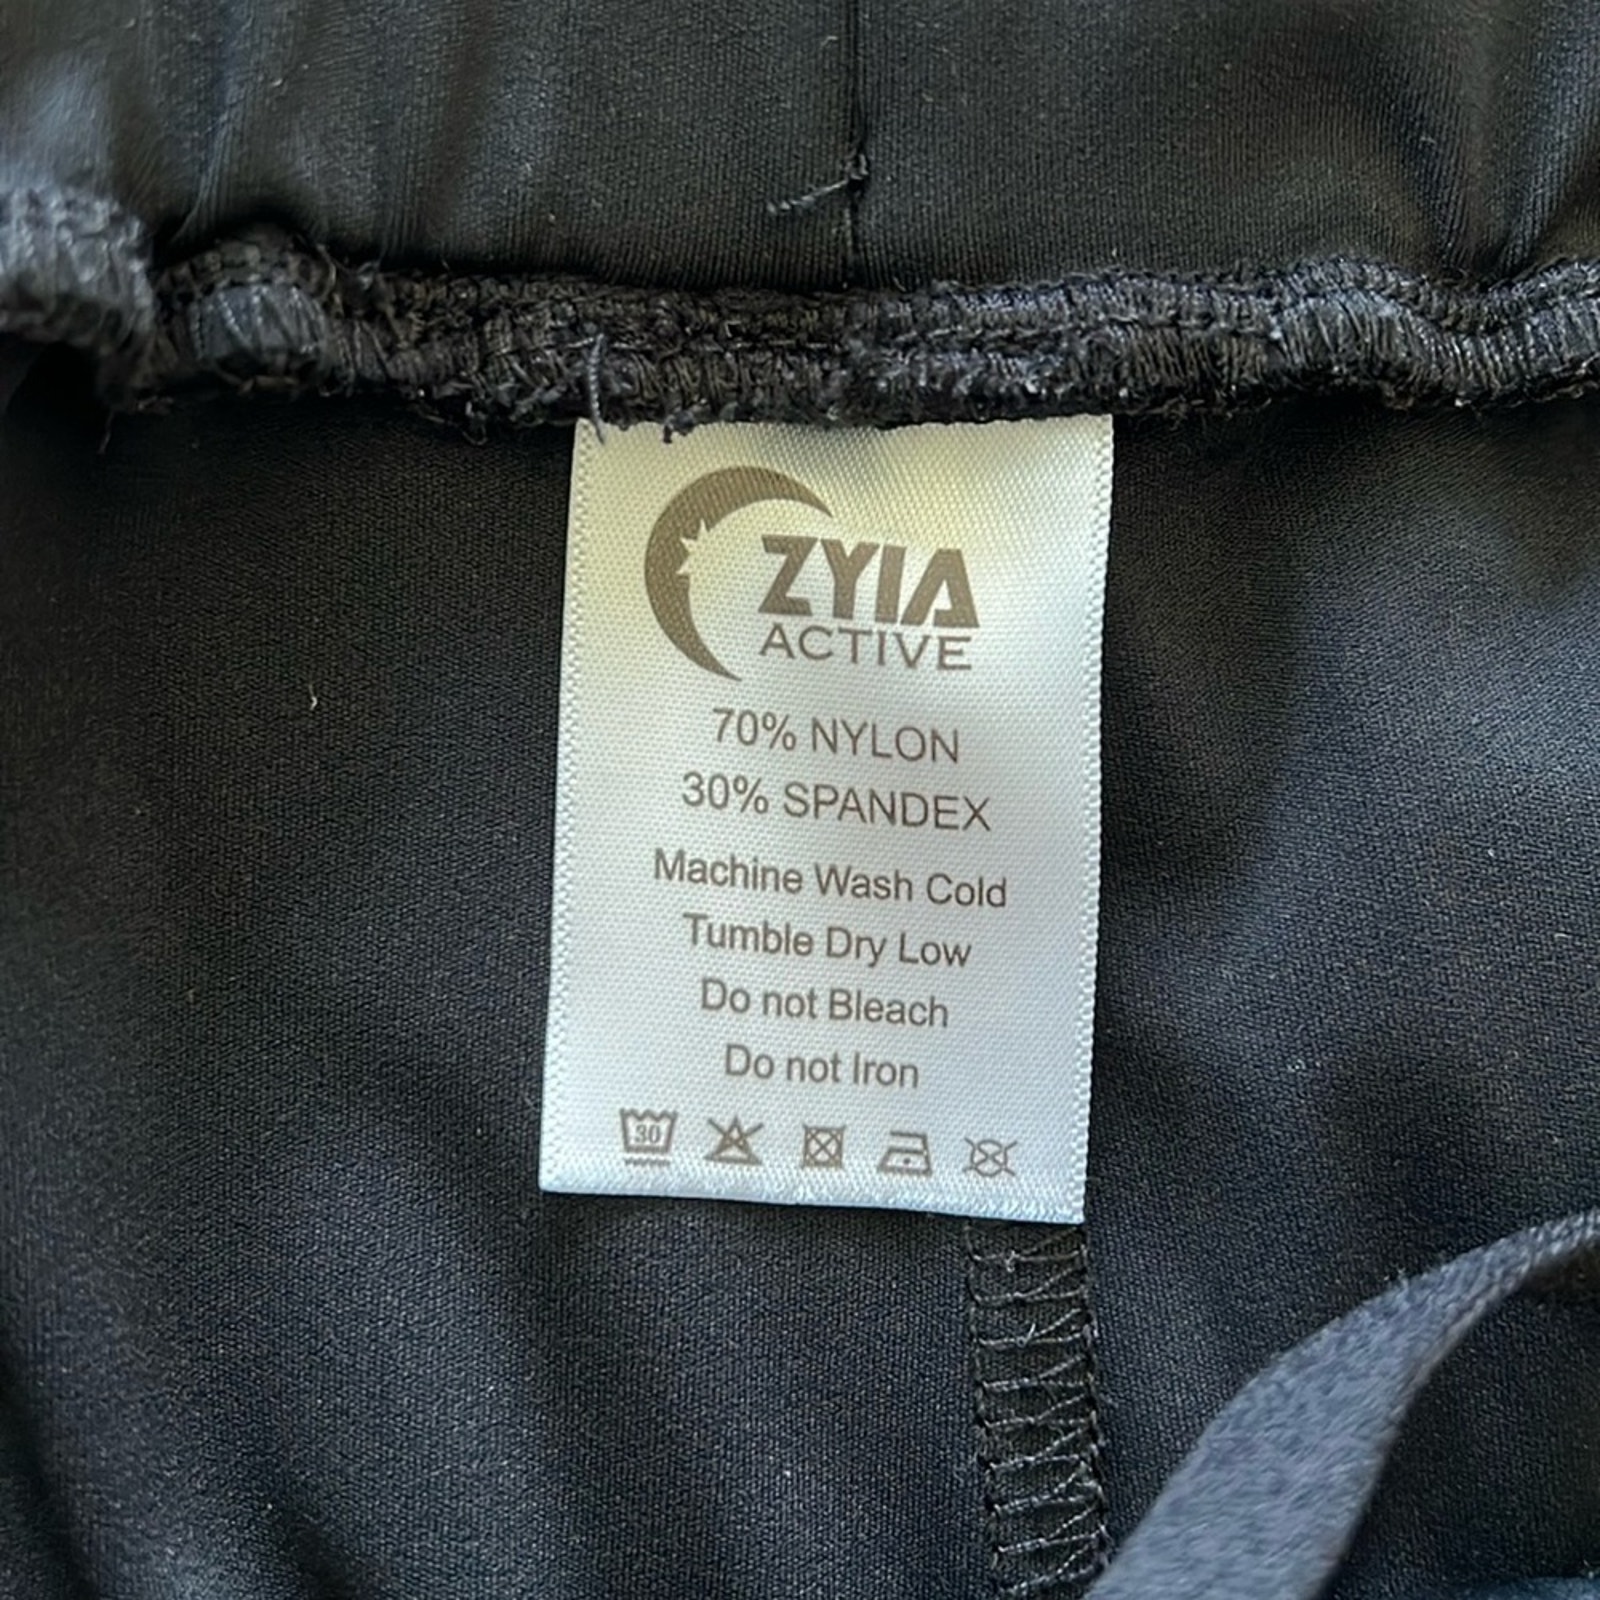 ZYIA
ACTIVE
70% NYLON
30% SPANDEX
Machine Wash Cold
Tumble Dry Low
Do not Bleach
Do not Iron
30